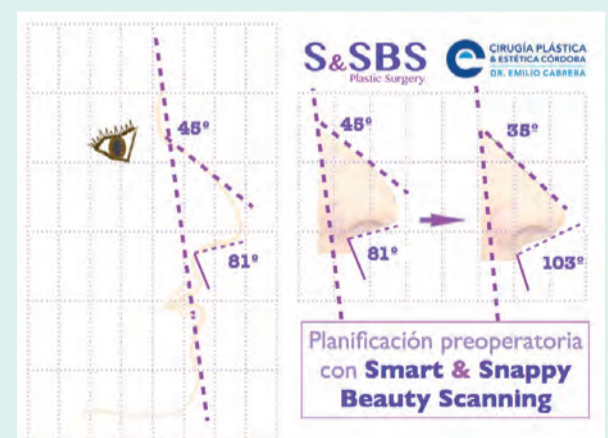 S&SBS
Plastic Surgery
CIRUGÍA PLÁSTICA
& ESTÉTICA CÓRDOBA
DR. EMILIO CABRERA
45º
81º
45º
81º
35º
103º
Planificación preoperatoria
con Smart & Snappy
Beauty Scanning